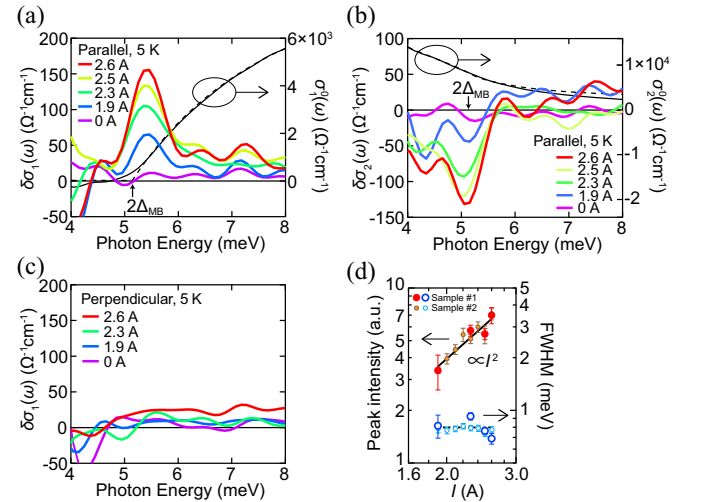 (a)
δσ1(ω) (Ω-1cm-1)
200
150
100
50
0
50
Parallel, 5 K
2.6 A
2.5 A
2.3 A
1.9 A
0 A
2ΔMB
6×10³
4
2
0
σ1⁰(ω) (Ω-1cm-1)
4 5 6 7 8
Photon Energy (meV)
(b)
δσ2(ω) (Ω-1cm-1)
100
50
0
-50
-100
-150
2ΔMB
Parallel, 5 K
2.6 A
2.5 A
2.3 A
1.9 A
0 A
1×10⁴
0
-1
-2
σ2⁰(ω) (Ω-1cm-1)
4 5 6 7 8
Photon Energy (meV)
(c)
δσ1(ω) (Ω-1cm-1)
200
150
100
50
0
50
Perpendicular, 5 K
2.6 A
2.3 A
1.9 A
0 A
4 5 6 7 8
Photon Energy (meV)
(d)
Peak intensity (a.u.)
10
7
5
4
3
2
1
Sample #1
Sample #2
∝I²
5
4
3
2
1
FWHM (meV)
1.6 2.0 3.0
I (A)